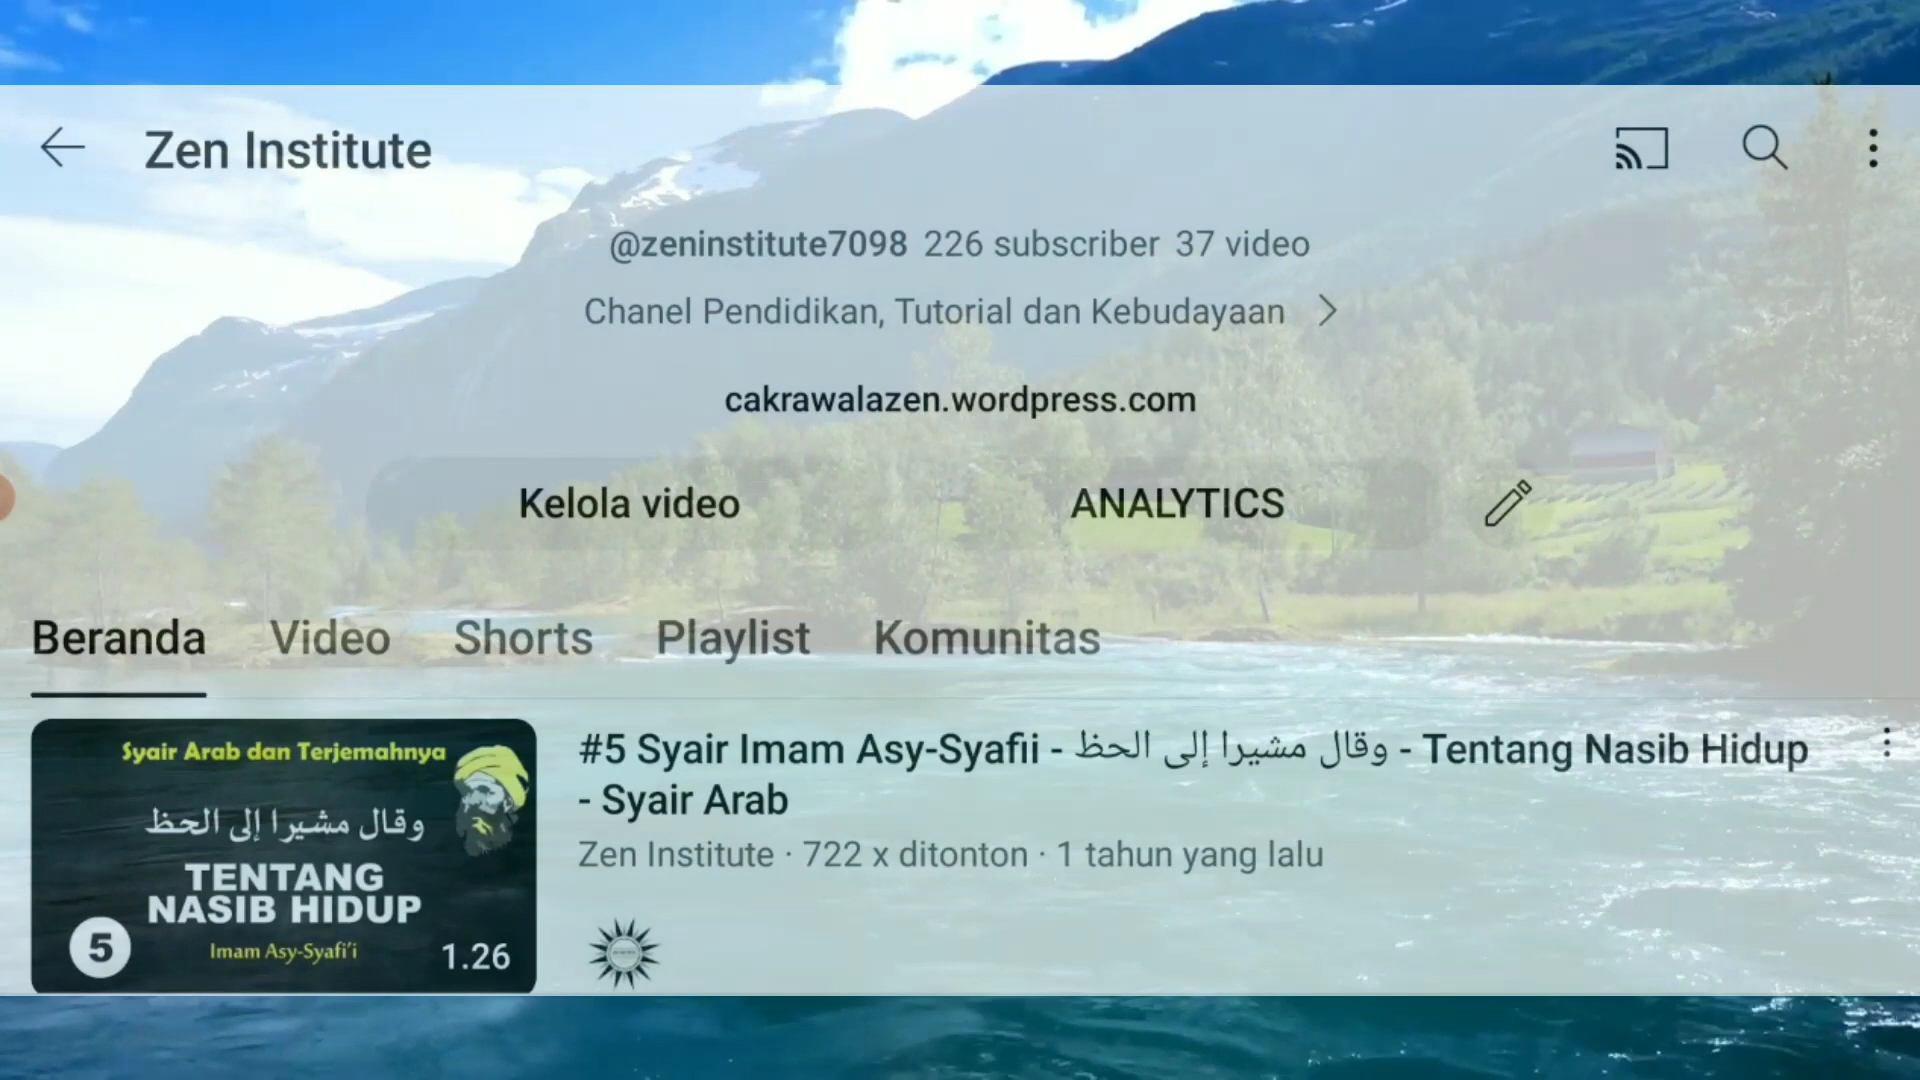 Zen Institute
@zeninstitute7098 226 subscriber 37 video
Chanel Pendidikan, Tutorial dan Kebudayaan
cakrawalazen.wordpress.com
Kelola video
ANALYTICS
Beranda Video Shorts Playlist Komunitas
Syair Arab dan Terjemahnya
وقال مشيرا إلى الحظ
TENTANG
NASIB HIDUP
5
Imam Asy-Syafi'i
1.26
#5 Syair Imam Asy-Syafii - وقال مشيرا إلى الحظ - Tentang Nasib Hidup
- Syair Arab
Zen Institute · 722 x ditonton · 1 tahun yang lalu